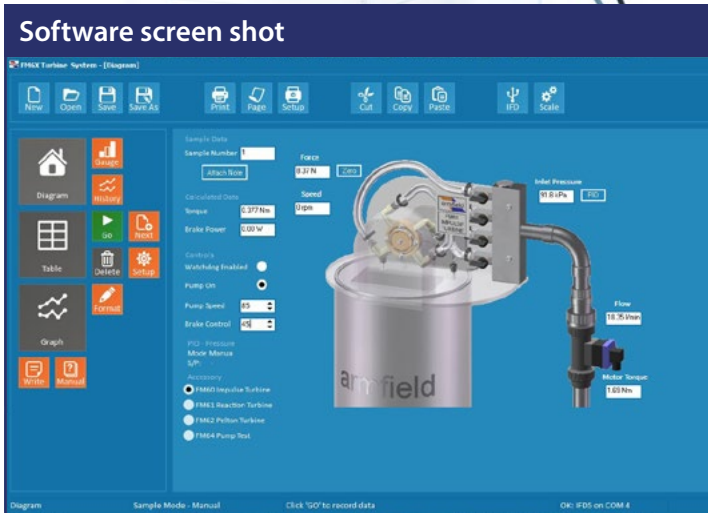 Software screen shot
FM6X Turbine System - [Diagram]
New Open Save Save As Print Page Setup Cut Copy Paste IFD Scale
Diagram
Gauge
History
Go
Next
Table
Delete
Setup
Graph
Format
Write
Manual
Sample Data
Sample Number 1
Attach Note
Calculated Data
Torque 0.377 Nm
Brake Power 0.00 W
Controls
Watchdog Enabled
Pump On
Pump Speed 85
Brake Control 45
PID - Pressure
Mode Manua
S/P:
Accessory
FM60 Impulse Turbine
FM61 Reaction Turbine
FM62 Pelton Turbine
FM64 Pump Test
Force
8.37 N Zero
Speed
0 rpm
Inlet Pressure
91.8 kPa PID
Flow
Motor Torque
1.69 Nm
armfield
Diagram Sample Mode - Manual Click 'GO' to record data OK: IFD5 on COM 4